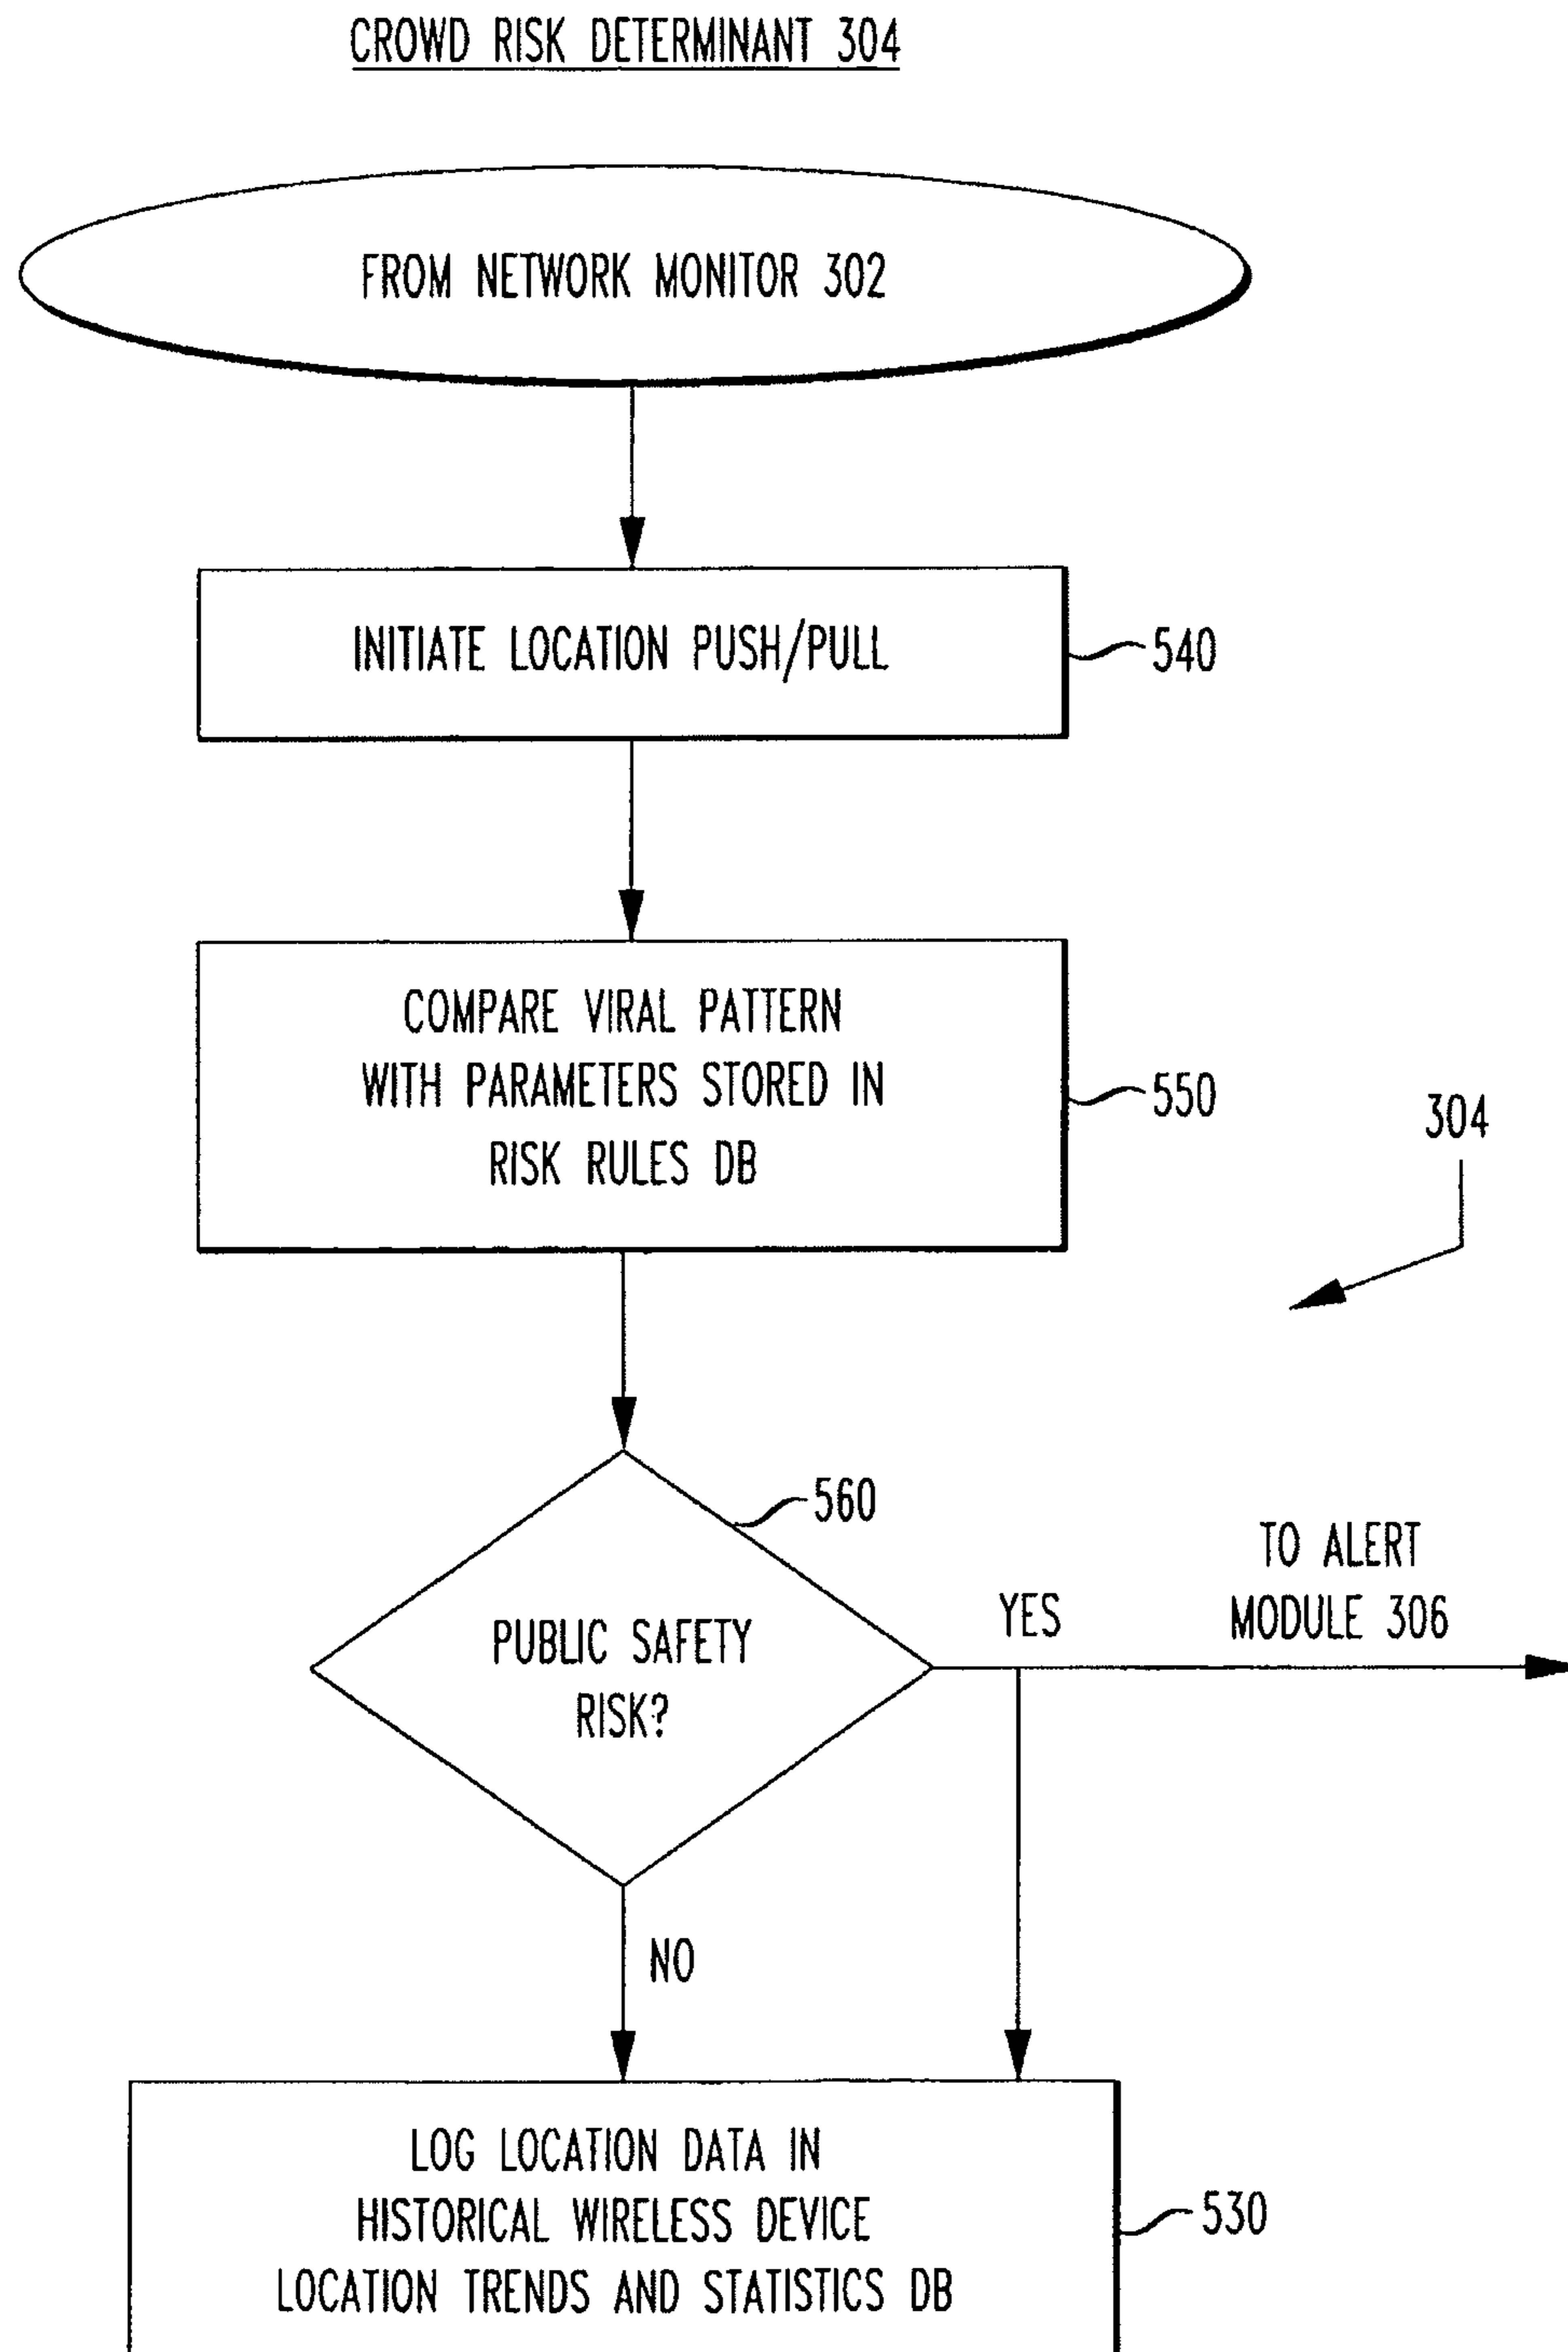 CROWD RISK DETERMINANT 304
FROM NETWORK MONITOR 302
INITIATE LOCATION PUSH/PULL
540
COMPARE VIRAL PATTERN
WITH PARAMETERS STORED IN
RISK RULES DB
550
304
560
PUBLIC SAFETY
RISK?
YES
TO ALERT
MODULE 306
NO
LOG LOCATION DATA IN
HISTORICAL WIRELESS DEVICE
LOCATION TRENDS AND STATISTICS DB
530